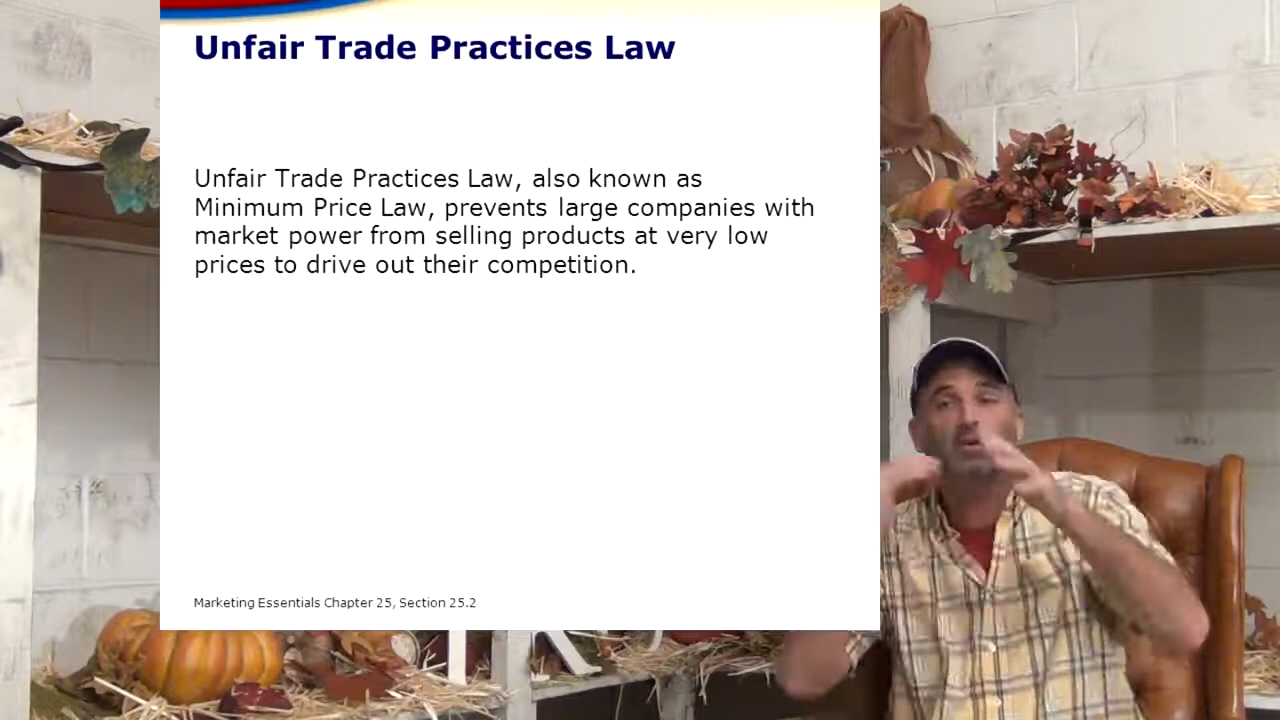 Unfair Trade Practices Law
Unfair Trade Practices Law, also known as
Minimum Price Law, prevents large companies with
market power from selling products at very low
prices to drive out their competition.
Marketing Essentials Chapter 25, Section 25.2